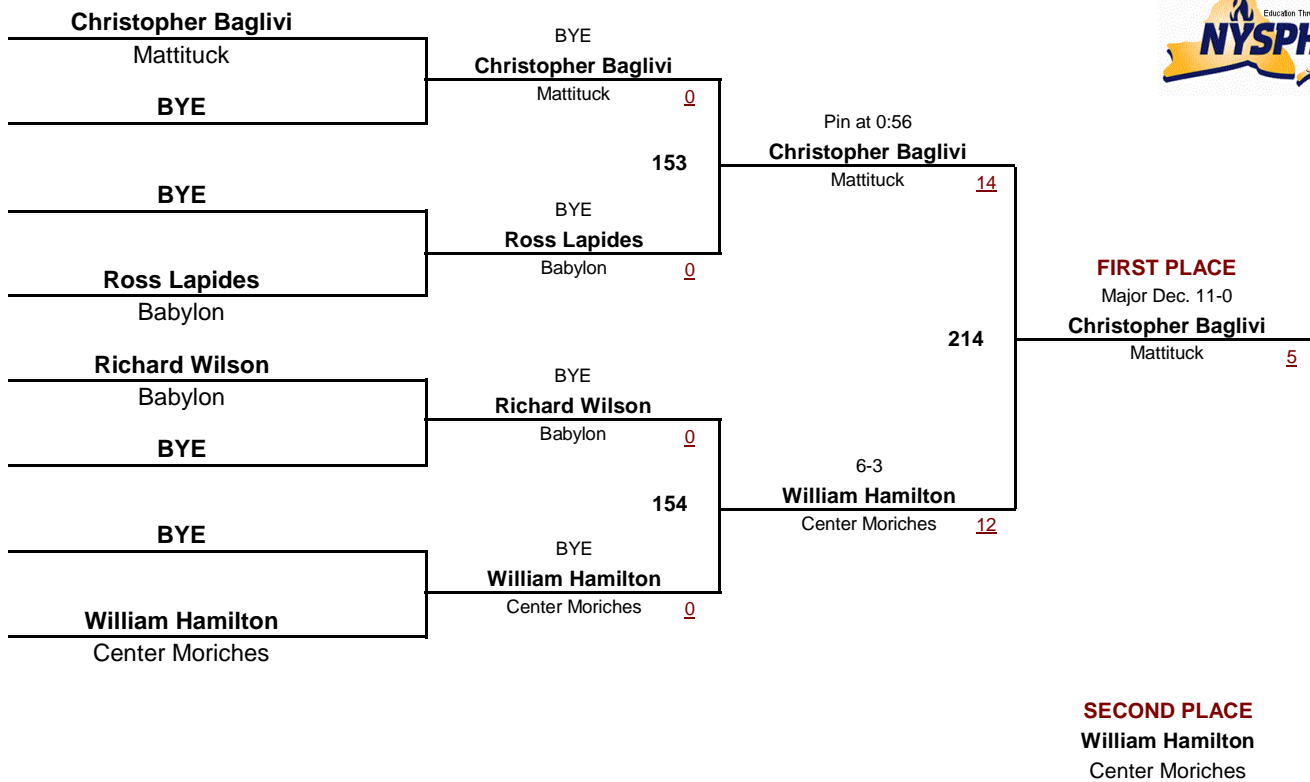 Christopher Baglivi
Mattituck
BYE
BYE
Ross Lapides
Babylon
Richard Wilson
Babylon
BYE
BYE
William Hamilton
Center Moriches
BYE
Christopher Baglivi
Mattituck 0
153
BYE
Ross Lapides
Babylon 0
BYE
Richard Wilson
Babylon 0
154
BYE
William Hamilton
Center Moriches 0
Pin at 0:56
Christopher Baglivi
Mattituck 14
214
6-3
William Hamilton
Center Moriches 12
Education Thr
NYSPH
FIRST PLACE
Major Dec. 11-0
Christopher Baglivi
Mattituck 5
SECOND PLACE
William Hamilton
Center Moriches